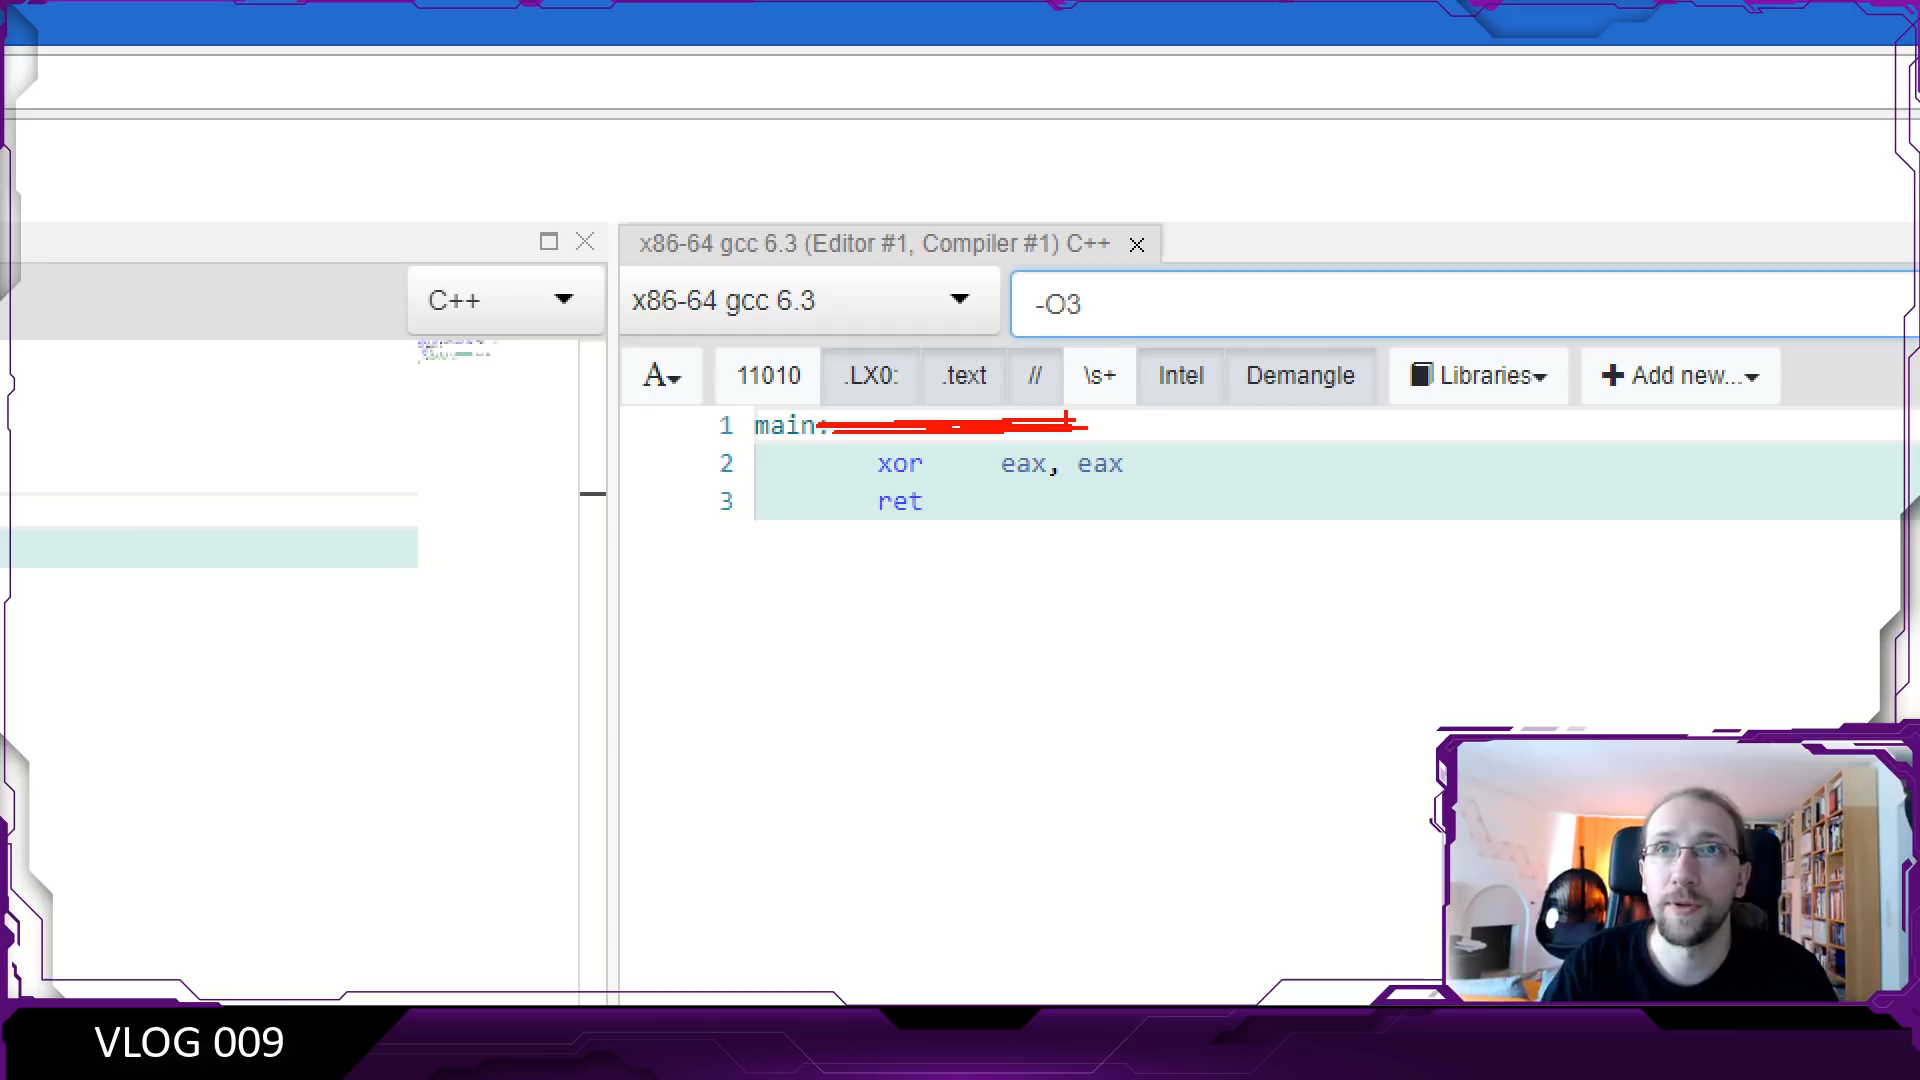 x86-64 gcc 6.3 (Editor #1, Compiler #1) C++
C++
x86-64 gcc 6.3
-O3
A 11010 .LX0: .text // \s+ Intel Demangle Libraries Add new...
1 main:
2 xor eax, eax
3 ret
VLOG 009